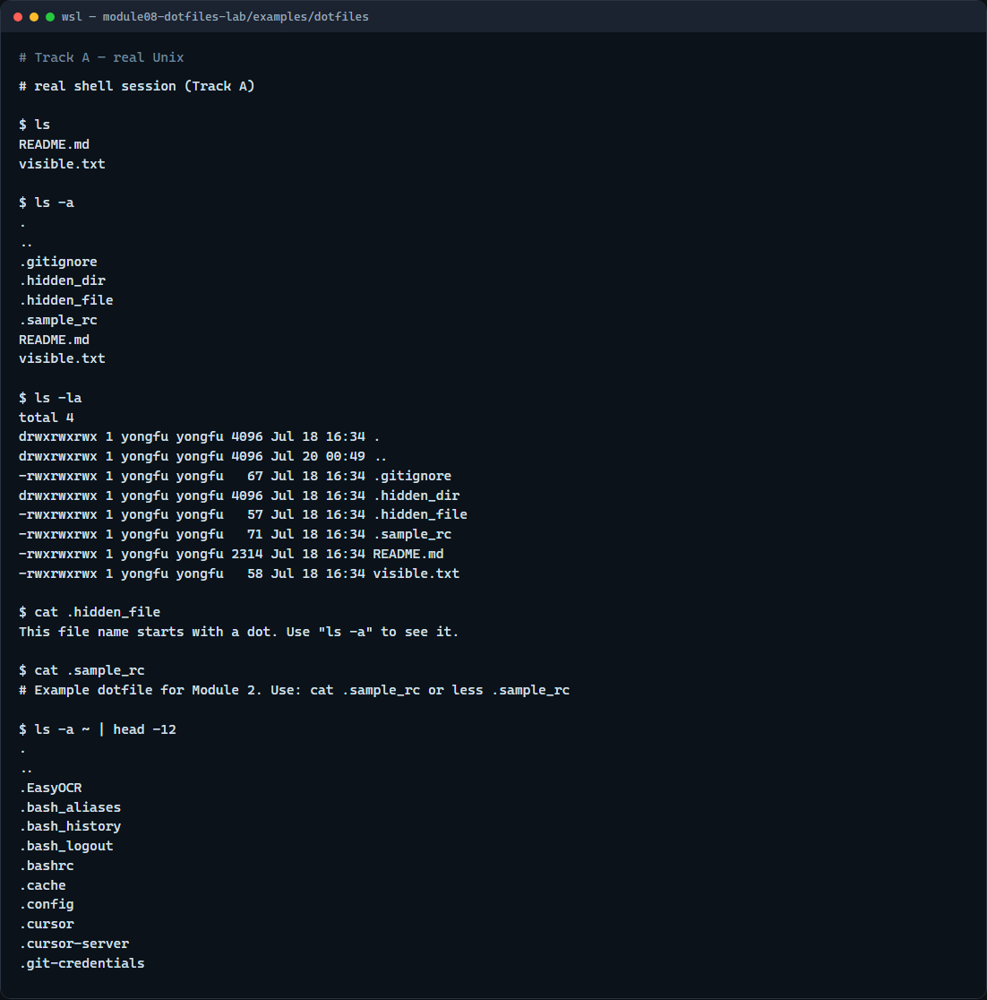 wsl — module08-dotfiles-lab/examples/dotfiles
# Track A — real Unix
# real shell session (Track A)
$ ls
README.md
visible.txt
$ ls -a
.
..
.gitignore
.hidden_dir
.hidden_file
.sample_rc
README.md
visible.txt
$ ls -la
total 4
drwxrwxrwx 1 yongfu yongfu 4096 Jul 18 16:34 .
drwxrwxrwx 1 yongfu yongfu 4096 Jul 20 00:49 ..
-rwxrwxrwx 1 yongfu yongfu   67 Jul 18 16:34 .gitignore
drwxrwxrwx 1 yongfu yongfu 4096 Jul 18 16:34 .hidden_dir
-rwxrwxrwx 1 yongfu yongfu   57 Jul 18 16:34 .hidden_file
-rwxrwxrwx 1 yongfu yongfu   71 Jul 18 16:34 .sample_rc
-rwxrwxrwx 1 yongfu yongfu 2314 Jul 18 16:34 README.md
-rwxrwxrwx 1 yongfu yongfu   58 Jul 18 16:34 visible.txt
$ cat .hidden_file
This file name starts with a dot. Use "ls -a" to see it.
$ cat .sample_rc
# Example dotfile for Module 2. Use: cat .sample_rc or less .sample_rc
$ ls -a ~ | head -12
.
..
.EasyOCR
.bash_aliases
.bash_history
.bash_logout
.bashrc
.cache
.config
.cursor
.cursor-server
.git-credentials